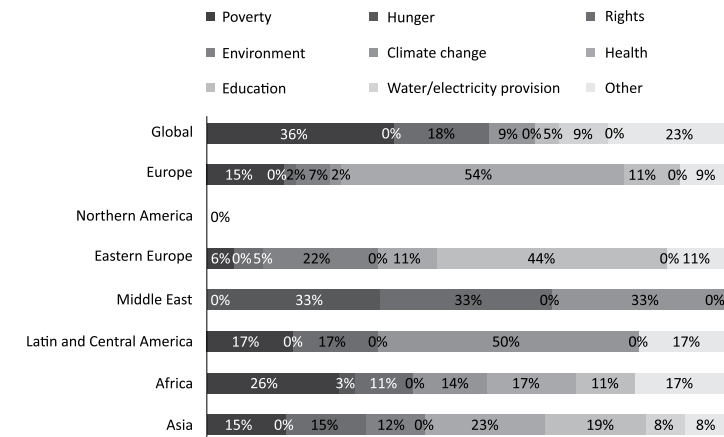 Poverty Hunger Rights
Environment Climate change Health
Education Water/electricity provision Other
Global 36% 0% 18% 9% 0% 5% 9% 0% 23%
Europe 15% 0% 2% 7% 2% 54% 11% 0% 9%
Northern America 0%
Eastern Europe 6% 0% 5% 22% 0% 11% 44% 0% 11%
Middle East 0% 33% 33% 0% 33% 0%
Latin and Central America 17% 0% 17% 0% 50% 0% 17%
Africa 26% 3% 11% 0% 14% 17% 11% 17%
Asia 15% 0% 15% 12% 0% 23% 19% 8% 8%